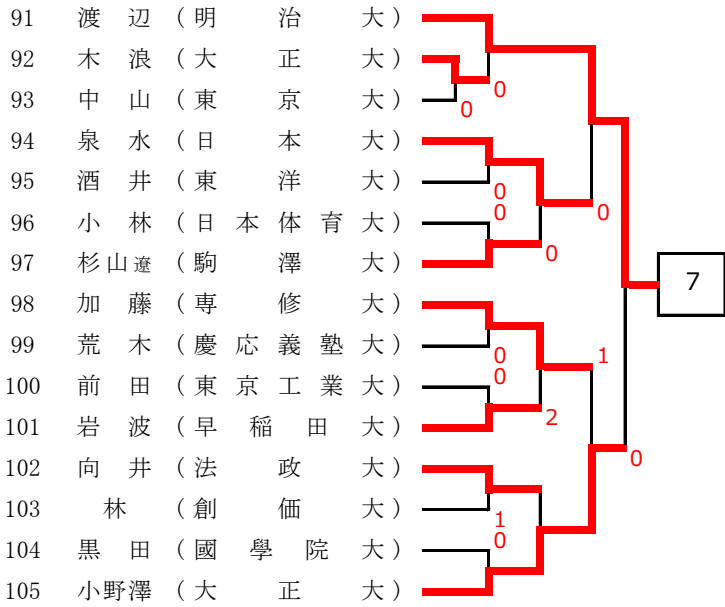 91 渡辺（明治大）
92 木浪（大正大）
0
93 中山（東京大）
0
94 泉水（日本大）
95 酒井（東洋大）
0
96 小林（日本体育大）
0
0
97 杉山遼（駒澤大）
0
7
98 加藤（専修大）
99 荒木（慶応義塾大）
0
1
100 前田（東京工業大）
0
101 岩波（早稲田大）
2
102 向井（法政大）
0
103 林（創価大）
1
104 黒田（國學院大）
0
105 小野澤（大正大）